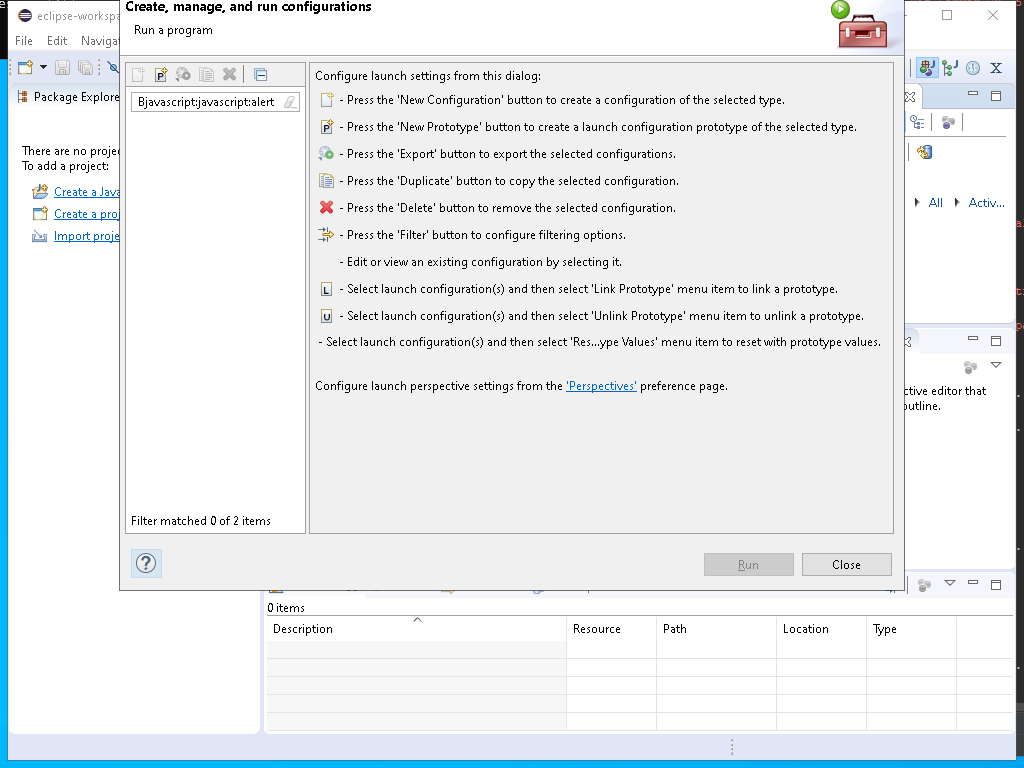 Create, manage, and run configurations
eclipse-workspa
Run a program
File Edit Navigat
Package Explore
Bjavascript:javascript:alert
Configure launch settings from this dialog:
- Press the 'New Configuration' button to create a configuration of the selected type.
P - Press the 'New Prototype' button to create a launch configuration prototype of the selected type.
- Press the 'Export' button to export the selected configurations.
- Press the 'Duplicate' button to copy the selected configuration.
- Press the 'Delete' button to remove the selected configuration.
- Press the 'Filter' button to configure filtering options.
- Edit or view an existing configuration by selecting it.
L - Select launch configuration(s) and then select 'Link Prototype' menu item to link a prototype.
U - Select launch configuration(s) and then select 'Unlink Prototype' menu item to unlink a prototype.
- Select launch configuration(s) and then select 'Res...ype Values' menu item to reset with prototype values.
Configure launch perspective settings from the 'Perspectives' preference page.
There are no projec
To add a project:
Create a Java
Create a proj
Import proje
All Activ...
ctive editor that
outline.
Filter matched 0 of 2 items
Run Close
0 items
Description Resource Path Location Type